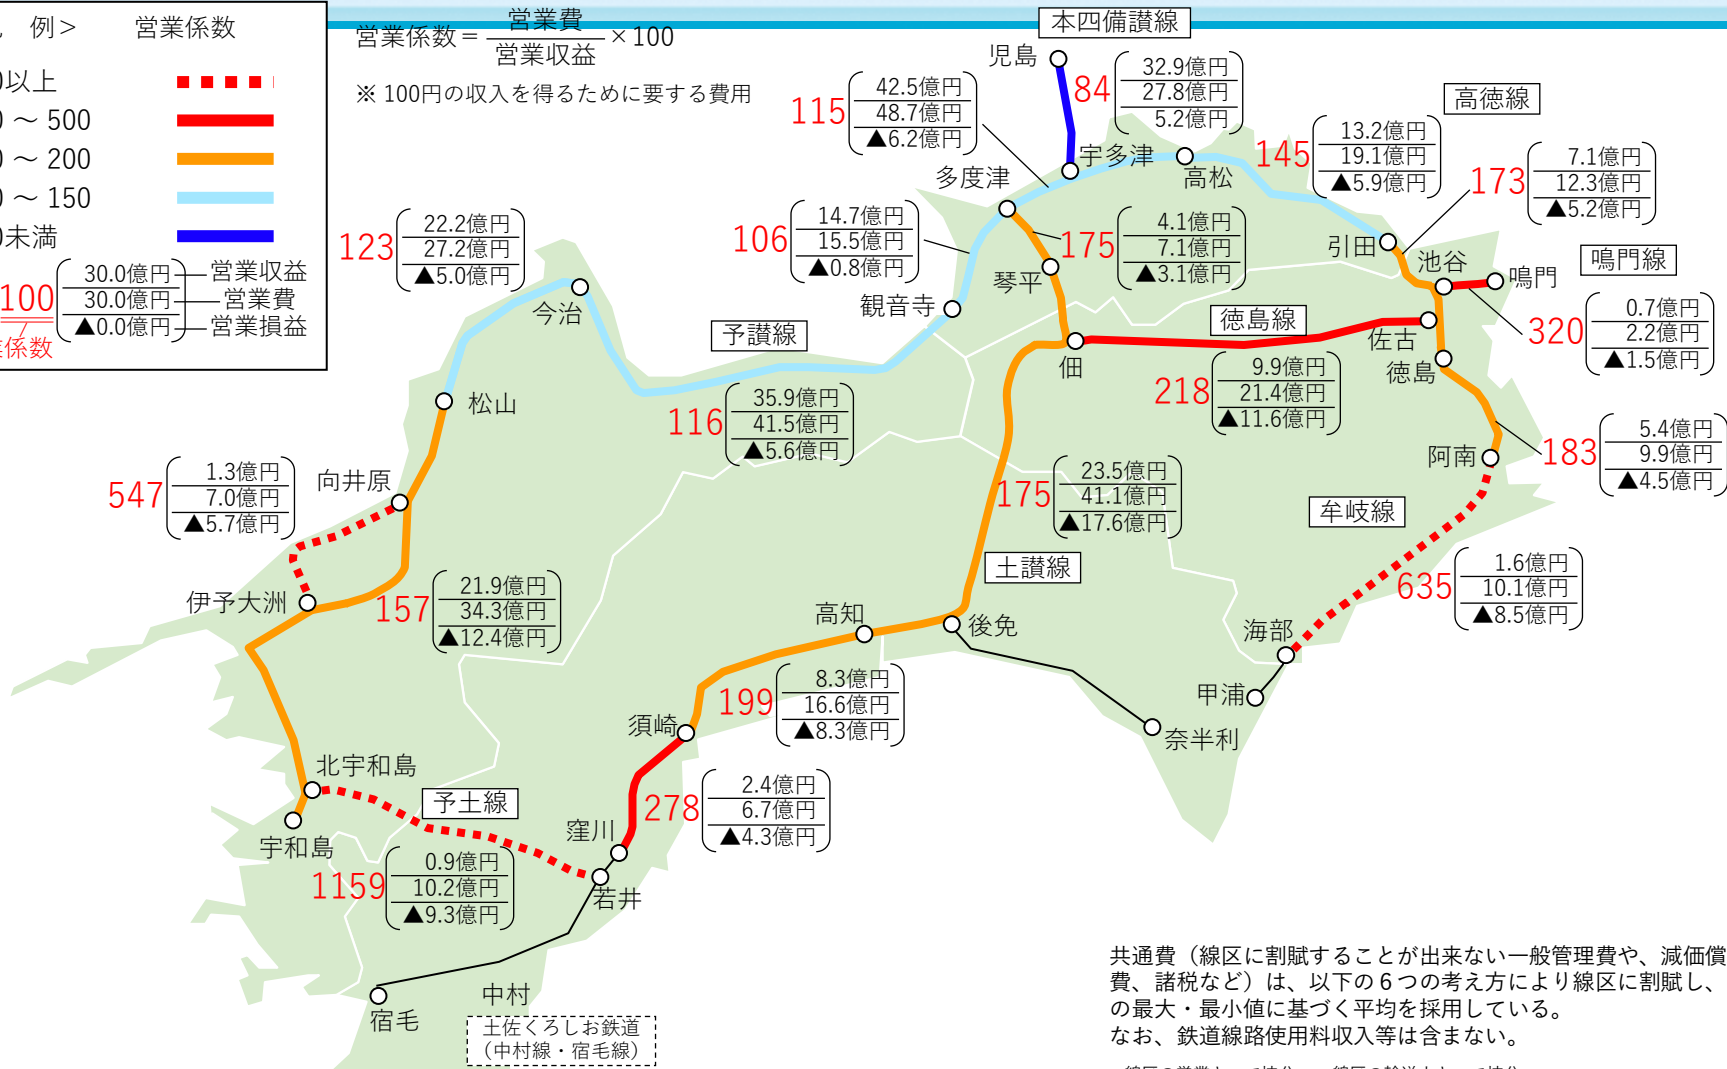 例＞　営業係数
0以上
0 ～ 500
0 ～ 200
0 ～ 150
0未満
100
30.0億円 営業収益
30.0億円 営業費
▲0.0億円 営業損益
係数
営業係数＝営業費/営業収益×100
※ 100円の収入を得るために要する費用
本四備讃線
児島
84
32.9億円
27.8億円
5.2億円
115
42.5億円
48.7億円
▲6.2億円
高徳線
宇多津
高松
多度津
145
13.2億円
19.1億円
▲5.9億円
173
7.1億円
12.3億円
▲5.2億円
123
22.2億円
27.2億円
▲5.0億円
106
14.7億円
15.5億円
▲0.8億円
175
4.1億円
7.1億円
▲3.1億円
引田
池谷
鳴門線
鳴門
琴平
観音寺
今治
予讃線
徳島線
佐古
320
0.7億円
2.2億円
▲1.5億円
佃
徳島
松山
116
35.9億円
41.5億円
▲5.6億円
218
9.9億円
21.4億円
▲11.6億円
183
5.4億円
9.9億円
▲4.5億円
阿南
向井原
547
1.3億円
7.0億円
▲5.7億円
175
23.5億円
41.1億円
▲17.6億円
牟岐線
土讃線
伊予大洲
157
21.9億円
34.3億円
▲12.4億円
635
1.6億円
10.1億円
▲8.5億円
高知
後免
海部
甲浦
奈半利
199
8.3億円
16.6億円
▲8.3億円
須崎
北宇和島
予土線
278
2.4億円
6.7億円
▲4.3億円
窪川
宇和島
1159
0.9億円
10.2億円
▲9.3億円
若井
中村
宿毛
土佐くろしお鉄道
（中村線・宿毛線）
共通費（線区に割賦することが出来ない一般管理費や、減価償
費、諸税など）は、以下の６つの考え方により線区に割賦し、
の最大・最小値に基づく平均を採用している。
なお、鉄道線路使用料収入等は含まない。